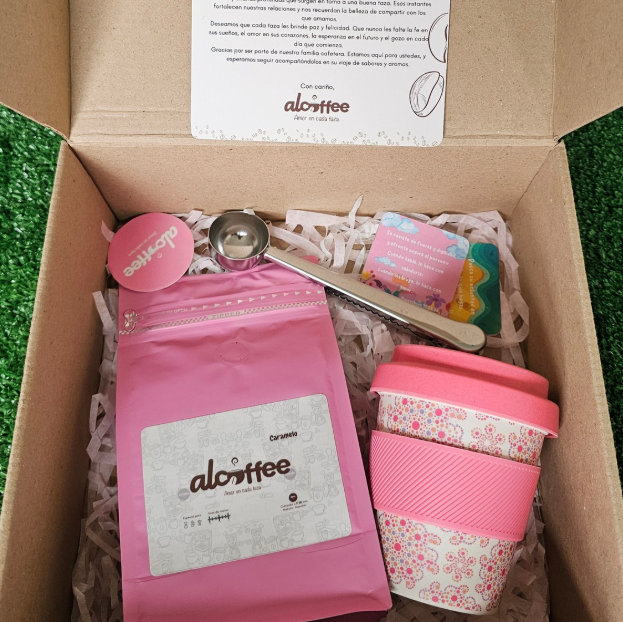 profundas que surgen en torno a una buena taza. Esos instantes
fortalecen nuestras relaciones y nos recuerdan la belleza de compartir con los
que amamos.
Deseamos que cada taza les brinde paz y felicidad. Que nunca les falte la fe en
sus sueños, el amor en sus corazones, la esperanza en el futuro y el gozo en cada
día que comienza.
Gracias por ser parte de nuestra familia cafetera. Estamos aquí para ustedes, y
esperamos seguir acompañándolos en su viaje de sabores y aromas.
Con cariño,
alcoffee
Amor en cada taza
alcoffee
ZIPPER
Caramelo
alcoffee
Amor en cada taza